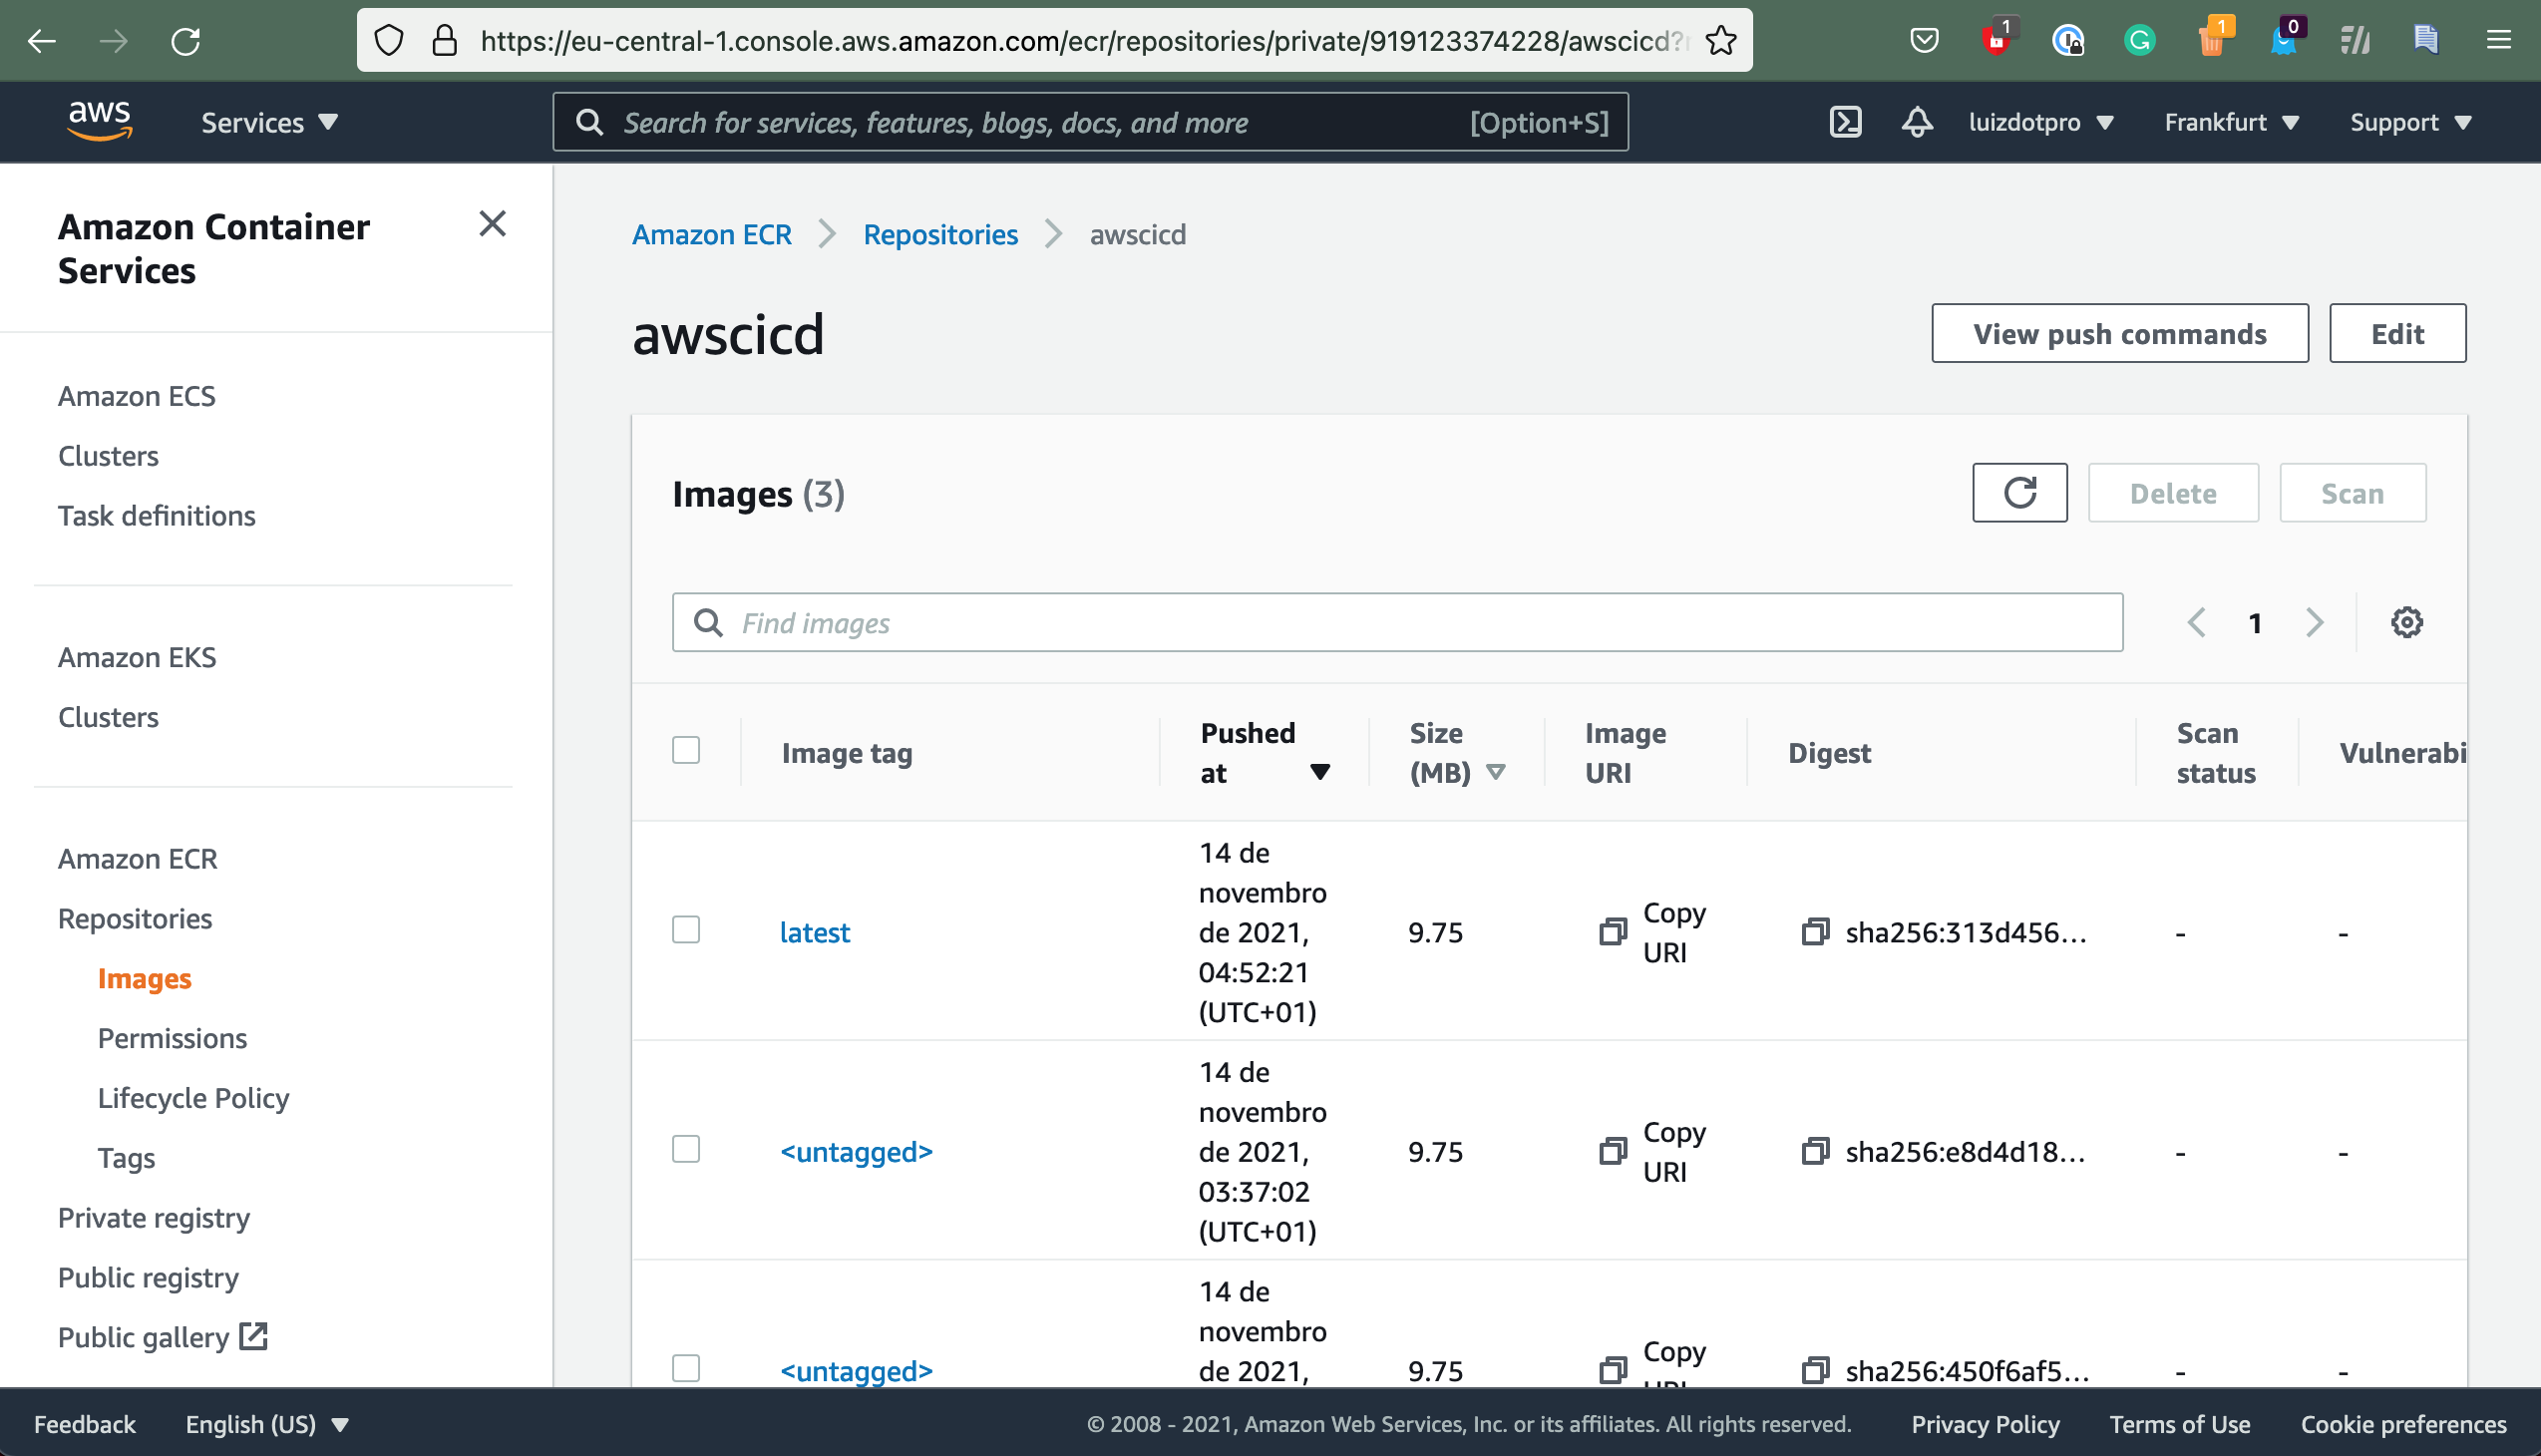 https://eu-central-1.console.aws.amazon.com/ecr/repositories/private/919123374228/awscicd?
1
1
0
aws
Services
Search for services, features, blogs, docs, and more
[Option+S]
luizdotpro
Frankfurt
Support
Amazon Container
Services
Amazon ECS
Clusters
Task definitions
Amazon EKS
Clusters
Amazon ECR
Repositories
Images
Permissions
Lifecycle Policy
Tags
Private registry
Public registry
Public gallery
Amazon ECR
Repositories
awscicd
awscicd
View push commands
Edit
Images (3)
Delete
Scan
Find images
1
Image tag
Pushed
at
Size
(MB)
Image
URI
Digest
Scan
status
Vulnerabi
latest
14 de
novembro
de 2021,
04:52:21
(UTC+01)
9.75
Copy
URI
sha256:313d456...
-
-
<untagged>
14 de
novembro
de 2021,
03:37:02
(UTC+01)
9.75
Copy
URI
sha256:e8d4d18...
-
-
<untagged>
14 de
novembro
de 2021,
9.75
Copy
URI
sha256:450f6af5...
-
-
Feedback
English (US)
© 2008 - 2021, Amazon Web Services, Inc. or its affiliates. All rights reserved.
Privacy Policy
Terms of Use
Cookie preferences